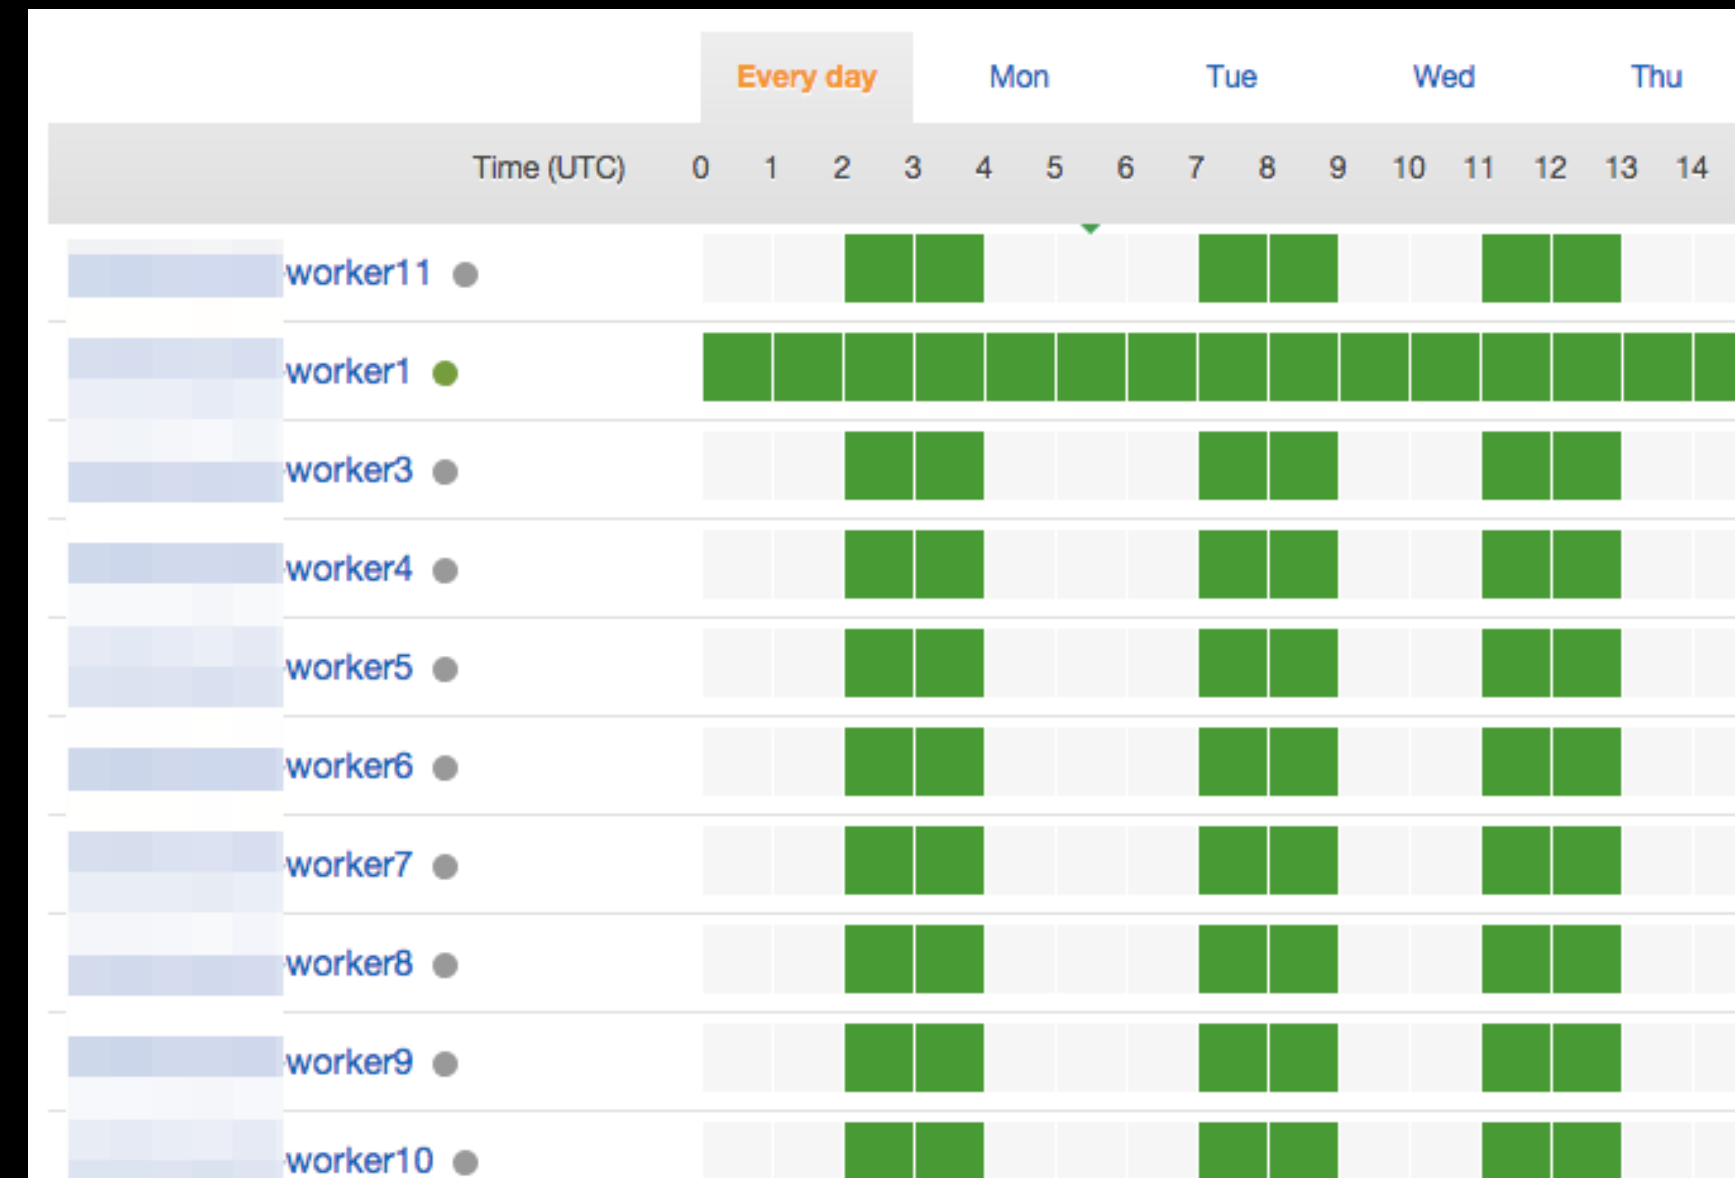 Every day Mon Tue Wed Thu
Time (UTC) 0 1 2 3 4 5 6 7 8 9 10 11 12 13 14
worker11
worker1
worker3
worker4
worker5
worker6
worker7
worker8
worker9
worker10